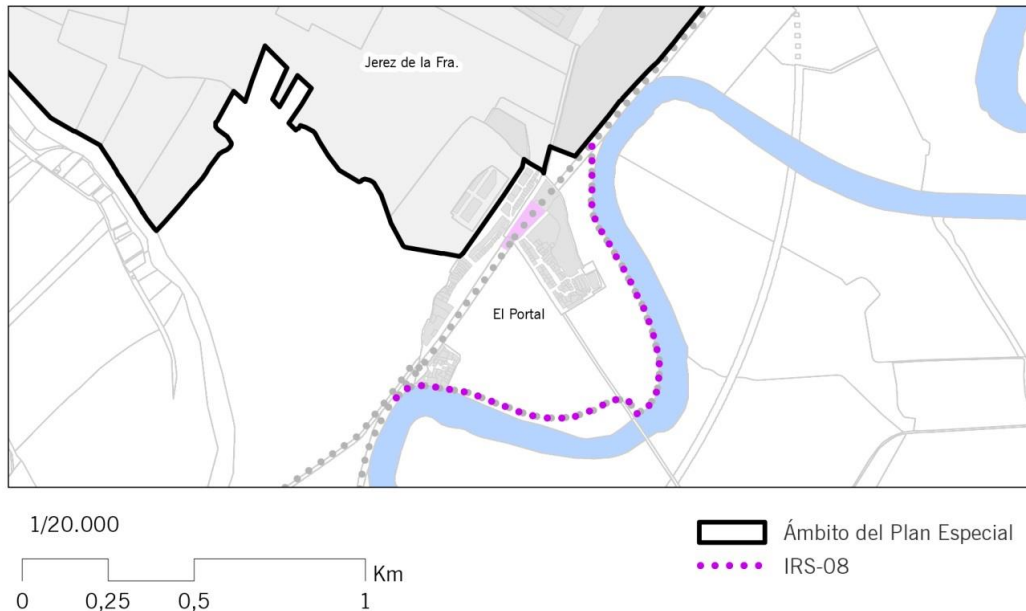 Jerez de la Fra.
El Portal
1/20.000
Km
0 0,25 0,5 1
Ámbito del Plan Especial
IRS-08